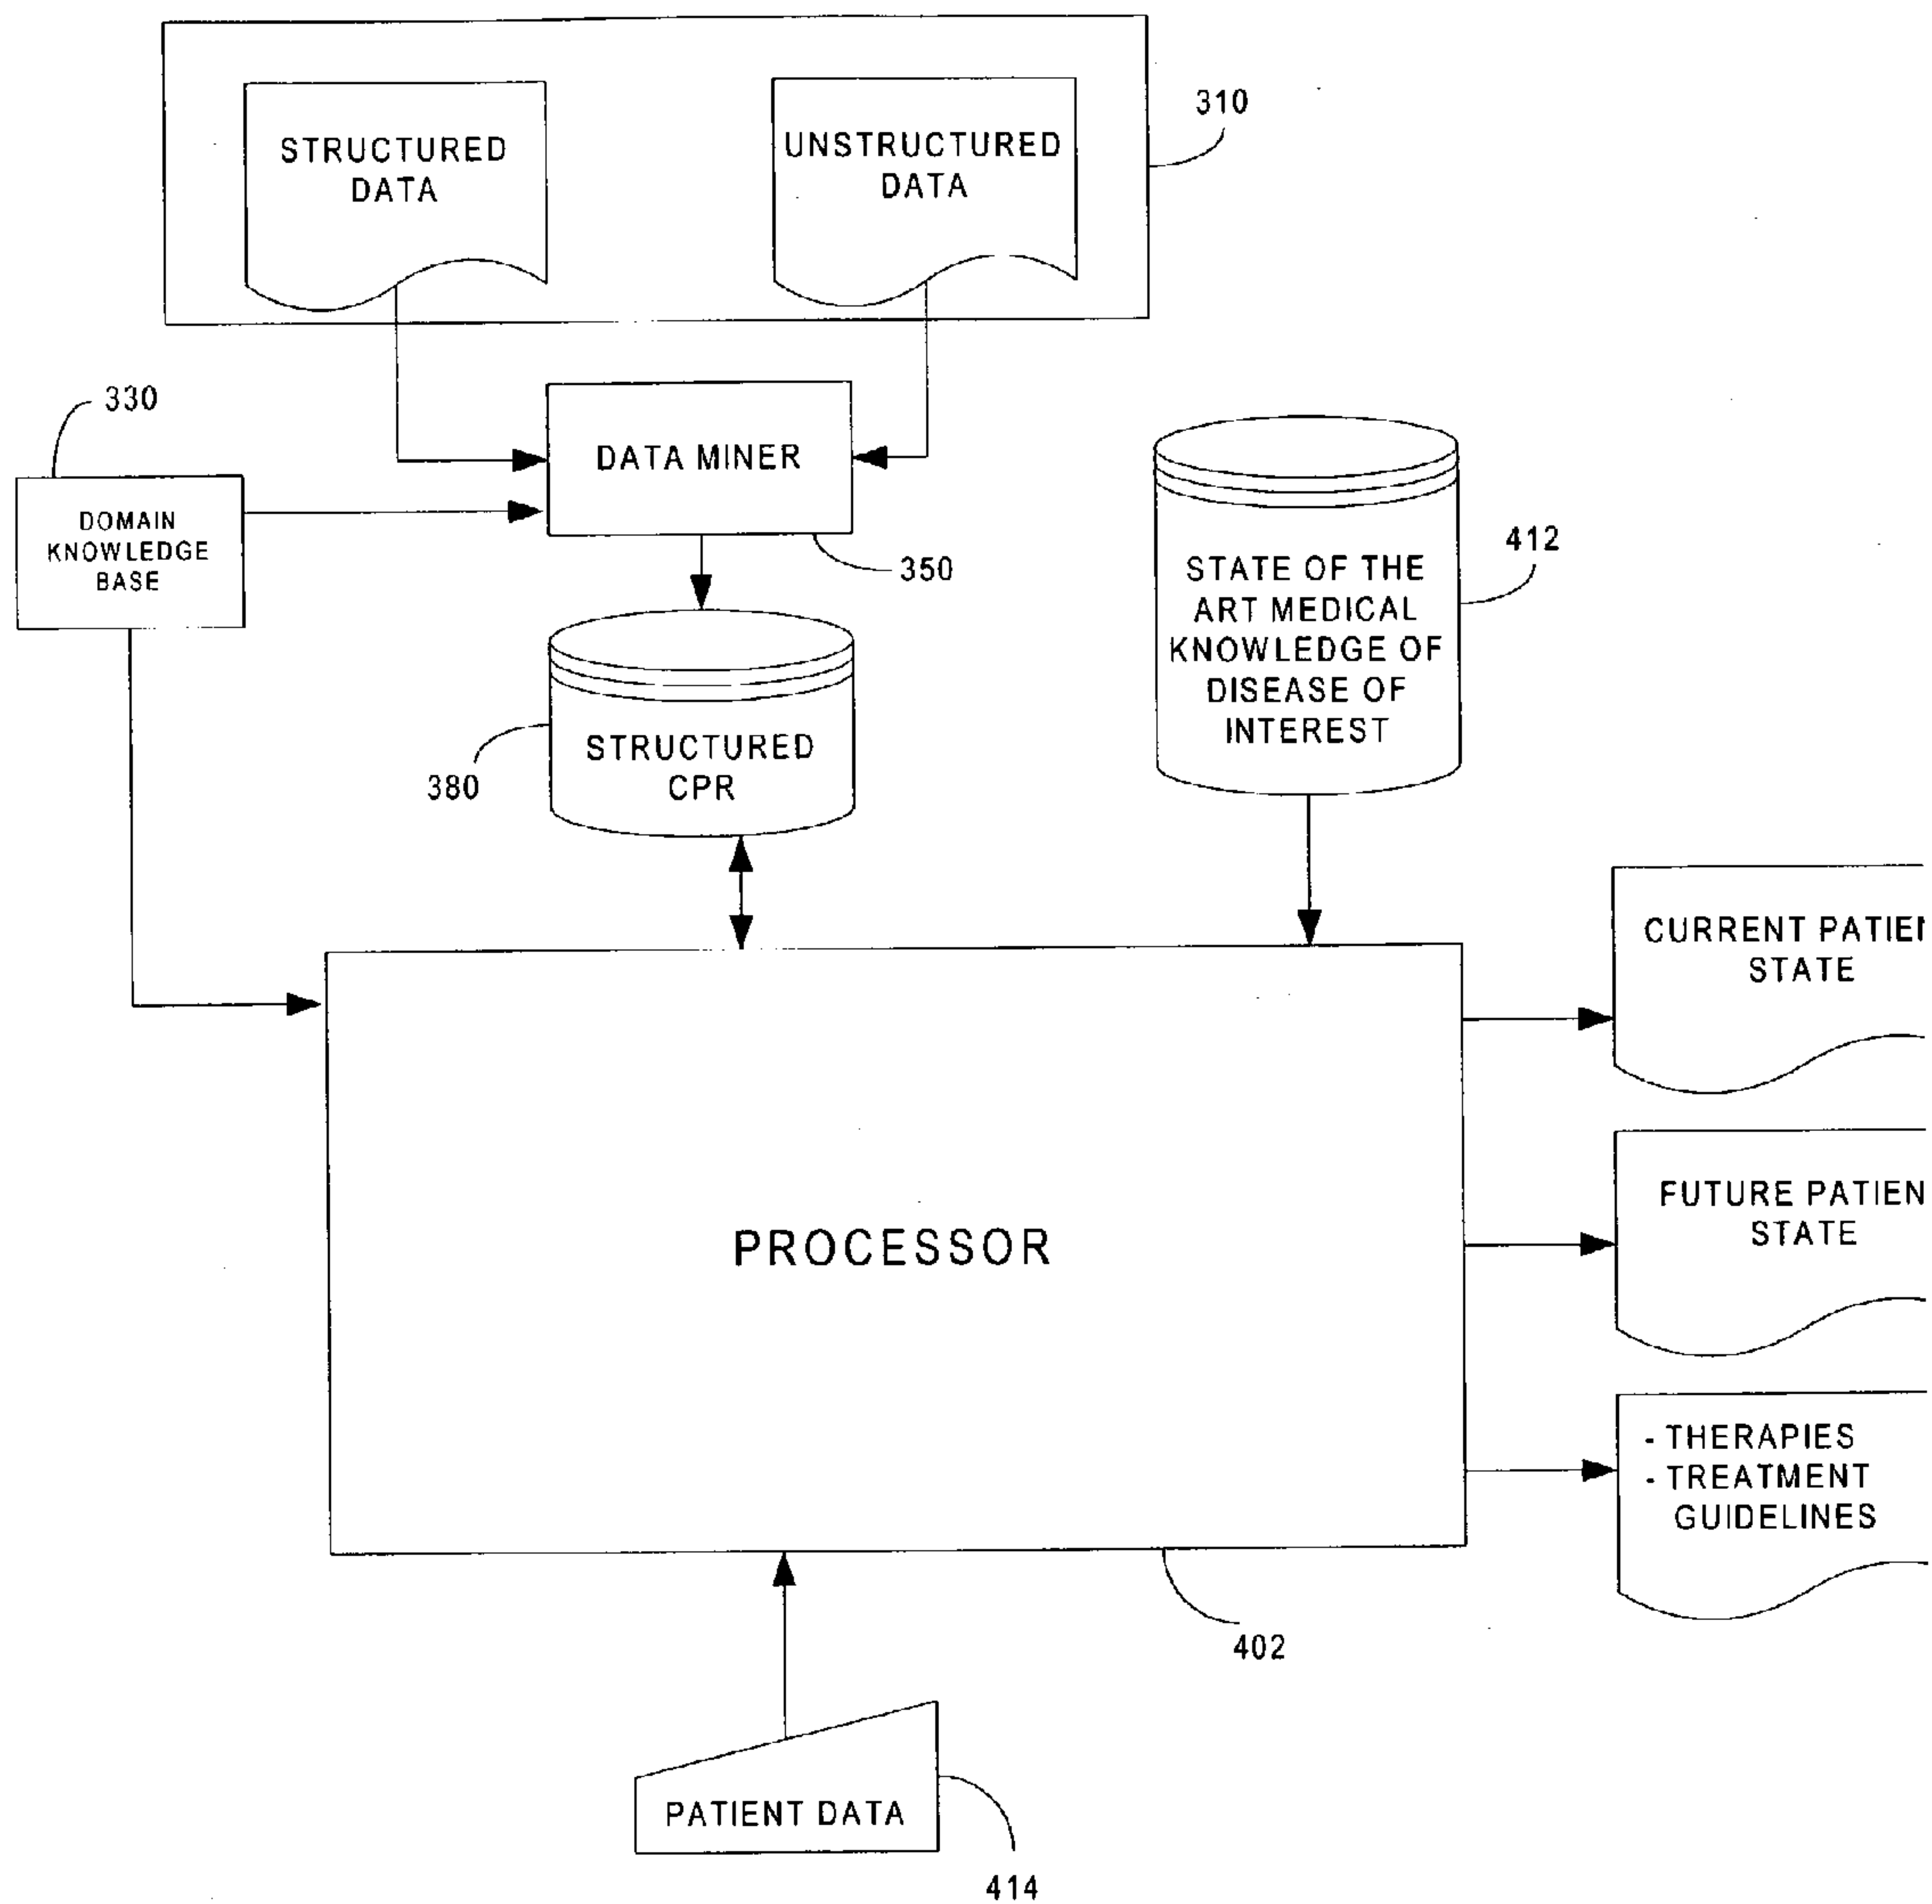 310
STRUCTURED
DATA
UNSTRUCTURED
DATA
330
DATA MINER
DOMAIN
KNOWLEDGE
BASE
350
412
STATE OF THE
ART MEDICAL
KNOWLEDGE OF
DISEASE OF
INTEREST
380
STRUCTURED
CPR
CURRENT PATIEN
STATE
FUTURE PATIEN
STATE
PROCESSOR
- THERAPIES
- TREATMENT
GUIDELINES
402
PATIENT DATA
414